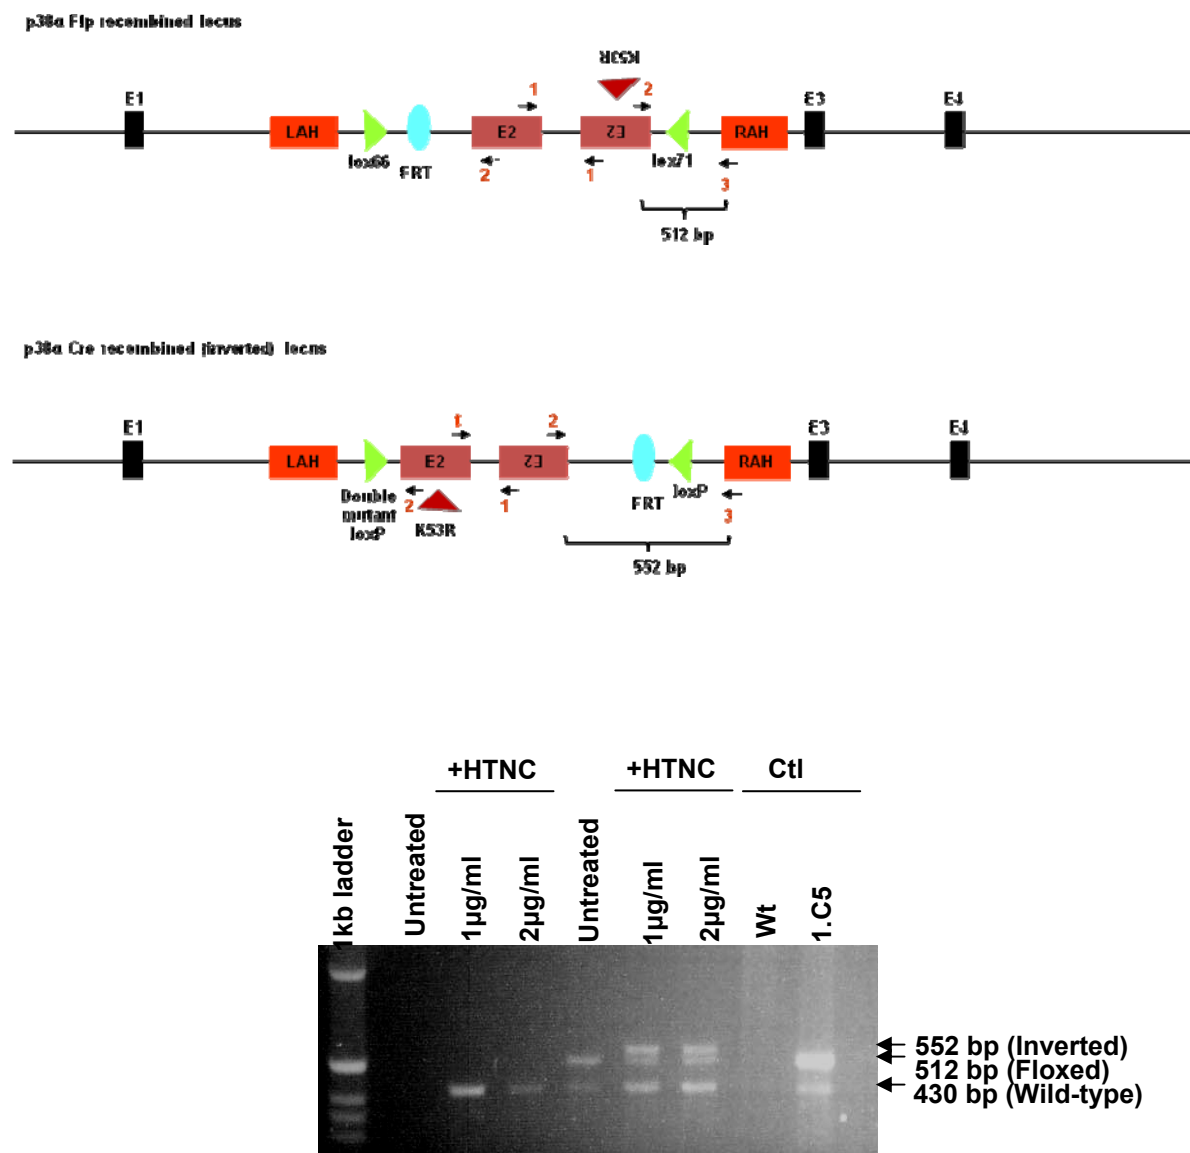 p38α Flp recombined locus
K53R
E1
1
2
E3
E4
LAH
E2
E2
RAH
lox66
FRT
2
1
lox71
3
512 bp
p38α Cre recombined (inverted) locus
E1
1
2
E3
E4
LAH
E2
E2
RAH
Double mutant loxP
2
K53R
1
FRT
loxP
3
552 bp
+HTNC
+HTNC
Ctl
1kb ladder
Untreated
1µg/ml
2µg/ml
Untreated
1µg/ml
2µg/ml
Wt
1.C5
552 bp (Inverted)
512 bp (Floxed)
430 bp (Wild-type)